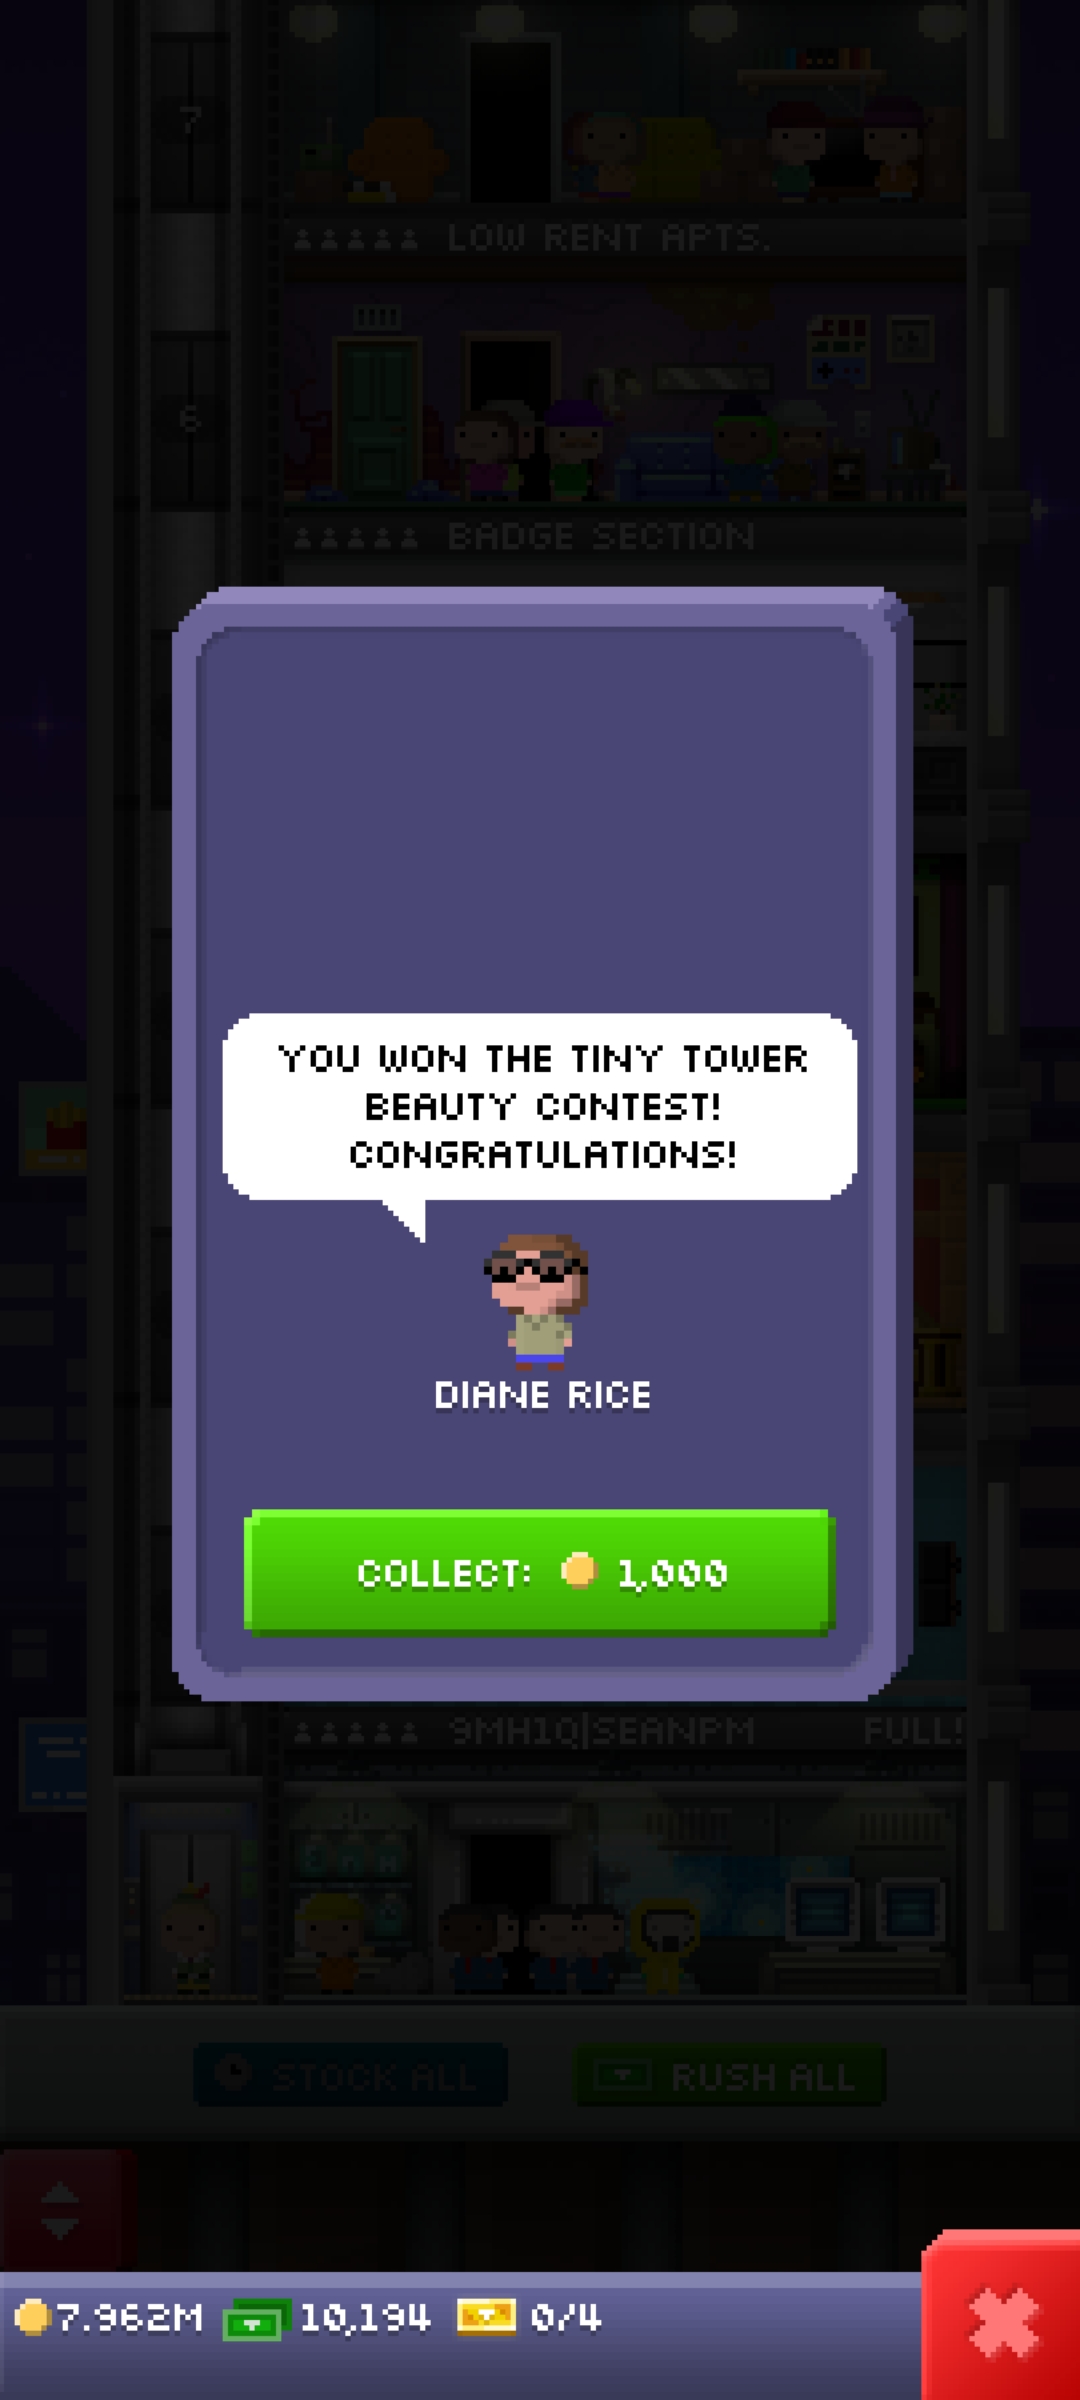 7
LOW RENT APTS.
6
BADGE SECTION
YOU WON THE TINY TOWER
BEAUTY CONTEST!
CONGRATULATIONS!
DIANE RICE
COLLECT: 1,000
9MH1Q|SEANPM FULL!
STOCK ALL RUSH ALL
7.962M 10,194 0/4